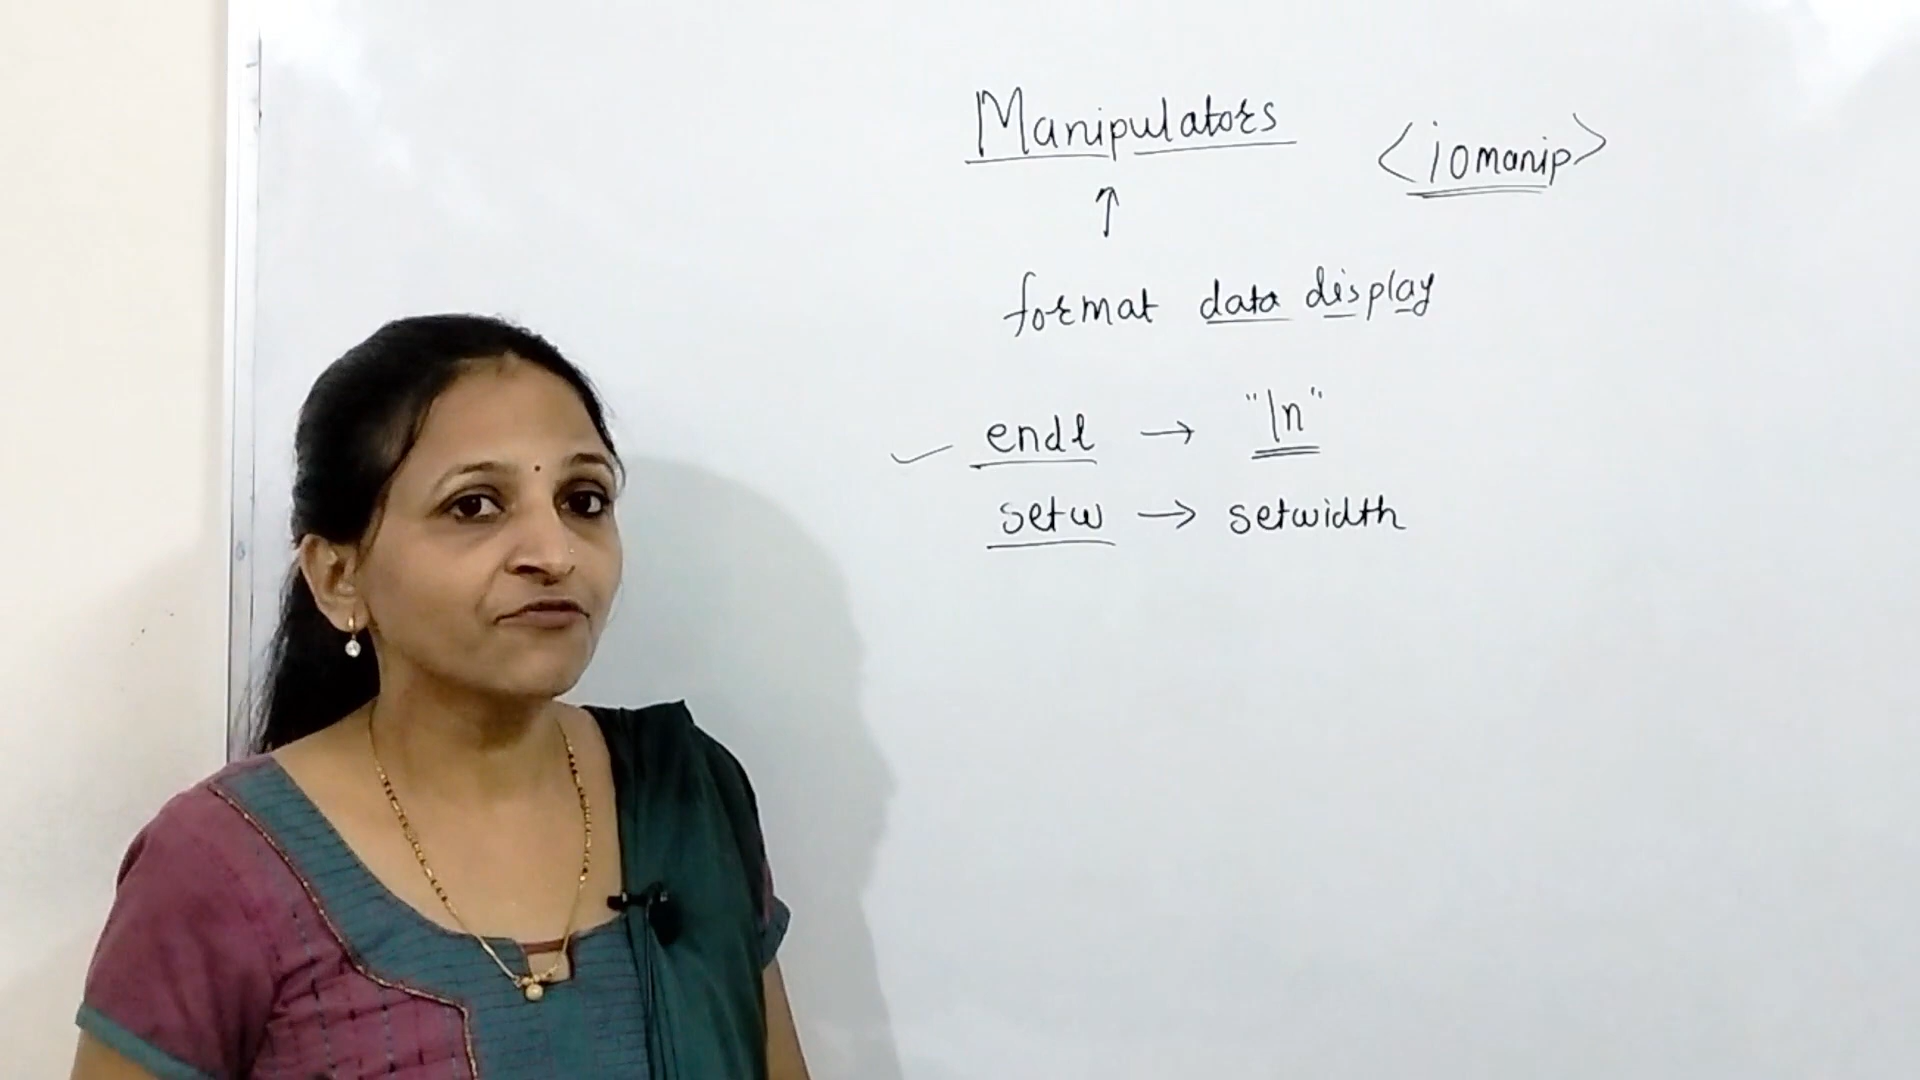 Manipulators <iomanip>
↑
format data display
✓ endl → "\n"
setw → setwidth